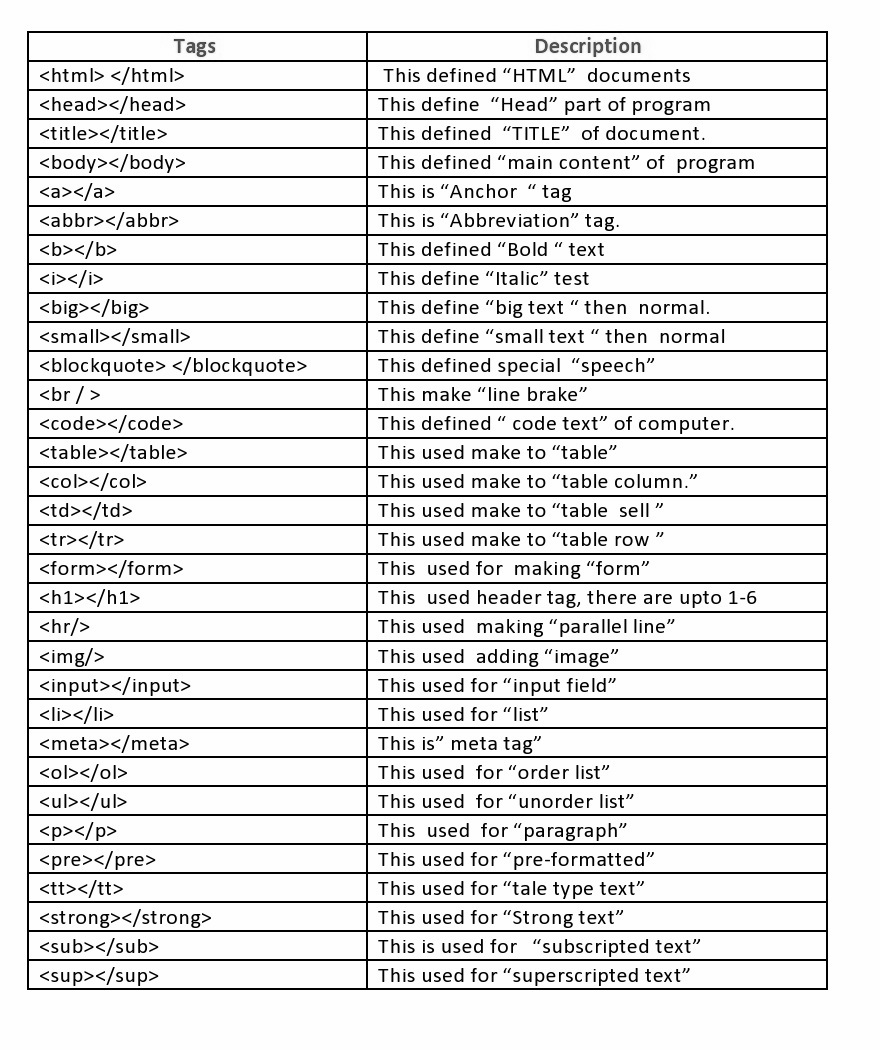 Tags Description
<html> </html> This defined “HTML” documents
<head></head> This define “Head” part of program
<title></title> This defined “TITLE” of document.
<body></body> This defined “main content” of program
<a></a> This is “Anchor “ tag
<abbr></abbr> This is “Abbreviation” tag.
<b></b> This defined “Bold “ text
<i></i> This define “Italic” test
<big></big> This define “big text “ then normal.
<small></small> This define “small text “ then normal
<blockquote> </blockquote> This defined special “speech”
<br / > This make “line brake”
<code></code> This defined “ code text” of computer.
<table></table> This used make to “table”
<col></col> This used make to “table column.”
<td></td> This used make to “table sell ”
<tr></tr> This used make to “table row ”
<form></form> This used for making “form”
<h1></h1> This used header tag, there are upto 1-6
<hr/> This used making “parallel line”
<img/> This used adding “image”
<input></input> This used for “input field”
<li></li> This used for “list”
<meta></meta> This is” meta tag”
<ol></ol> This used for “order list”
<ul></ul> This used for “unorder list”
<p></p> This used for “paragraph”
<pre></pre> This used for “pre-formatted”
<tt></tt> This used for “tale type text”
<strong></strong> This used for “Strong text”
<sub></sub> This is used for “subscripted text”
<sup></sup> This used for “superscripted text”